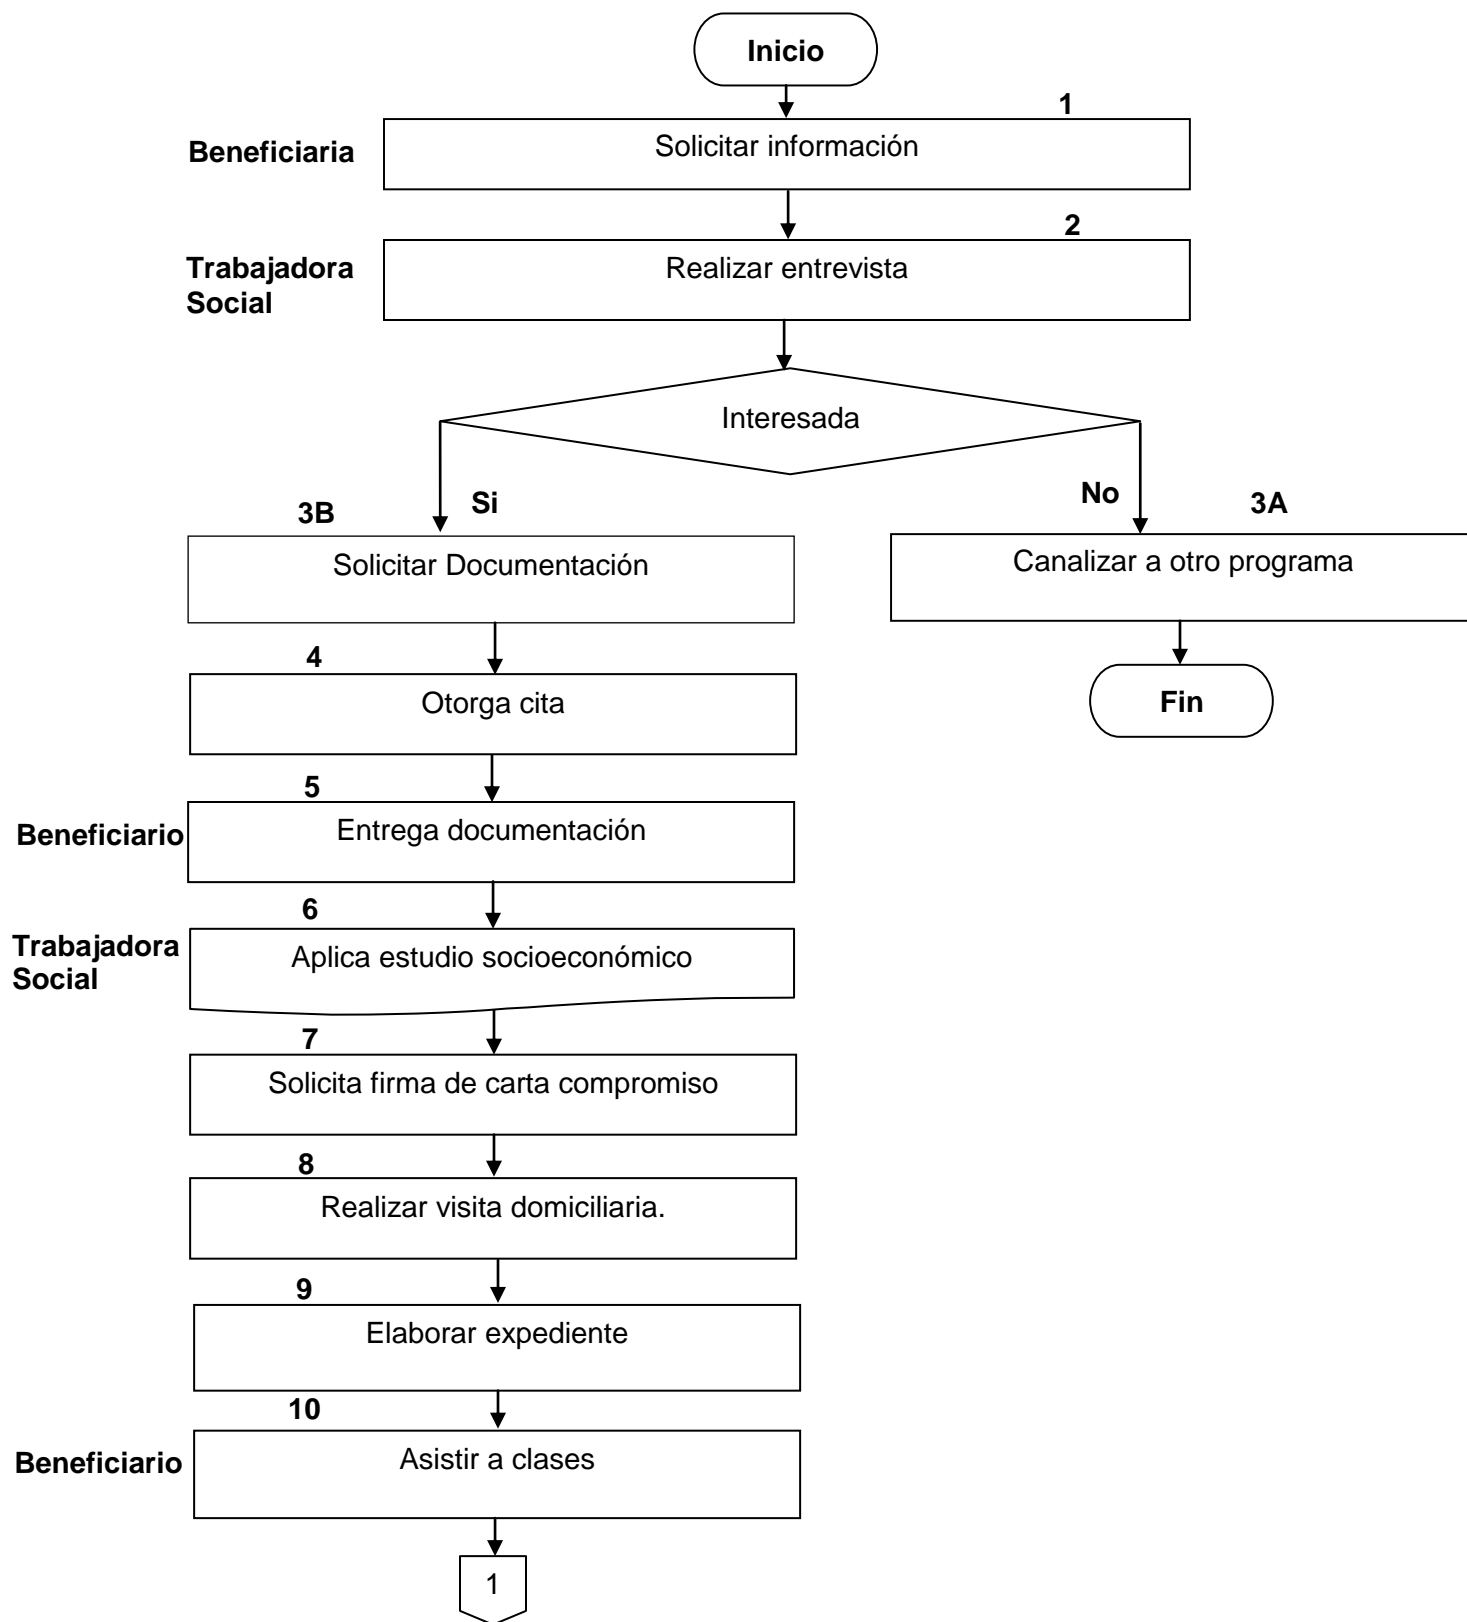 Inicio
1
Beneficiaria
Solicitar información
2
Trabajadora
Social
Realizar entrevista
Interesada
Si
No
3B
3A
Solicitar Documentación
Canalizar a otro programa
4
Otorga cita
Fin
5
Beneficiario
Entrega documentación
6
Trabajadora
Social
Aplica estudio socioeconómico
7
Solicita firma de carta compromiso
8
Realizar visita domiciliaria.
9
Elaborar expediente
10
Beneficiario
Asistir a clases
1